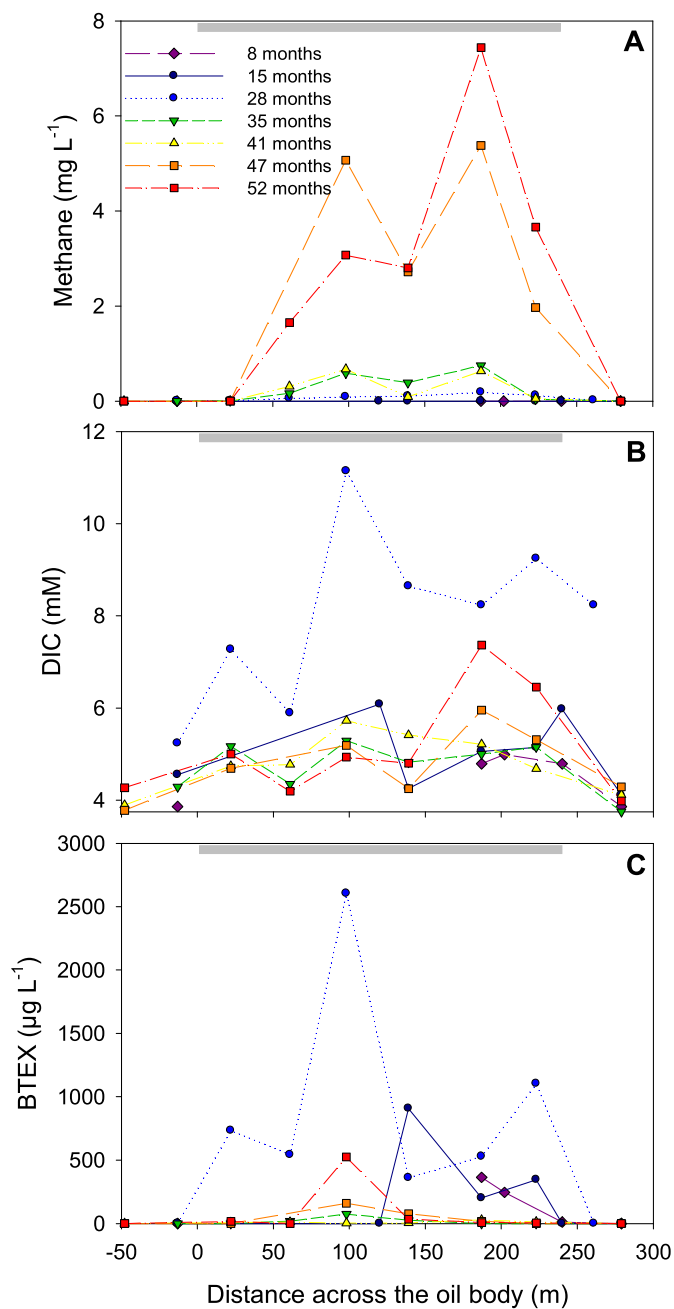 A
8
6
4
2
0
Methane (mg L⁻¹)
8 months
15 months
28 months
35 months
41 months
47 months
52 months
B
12
10
8
6
4
DIC (mM)
C
3000
2500
2000
1500
1000
500
0
BTEX (µg L⁻¹)
-50 0 50 100 150 200 250 300
Distance across the oil body (m)